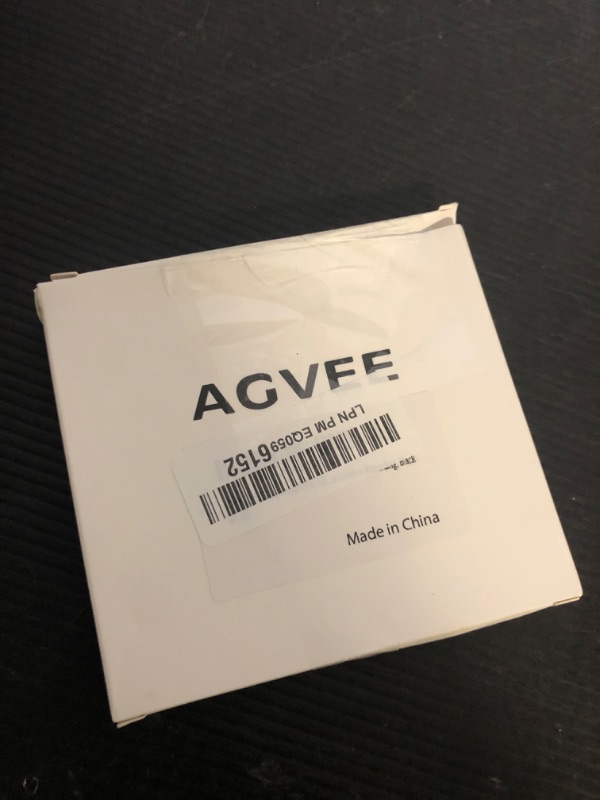 AGVEE
LPN PM EQ0596152
Made in China